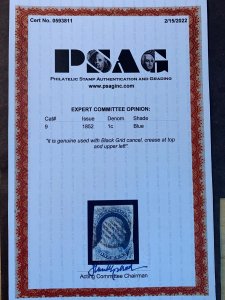 Cert No. 0593811 2/15/2022
PSAG
PHILATELIC STAMP AUTHENTICATION AND GRADING
www.psaginc.com
EXPERT COMMITTEE OPINION:
Cat# Issue Denom. Shade
9 1852 1c Blue
"it is genuine used with Black Grid cancel, crease at top
and upper left".
Acting Committee Chairman